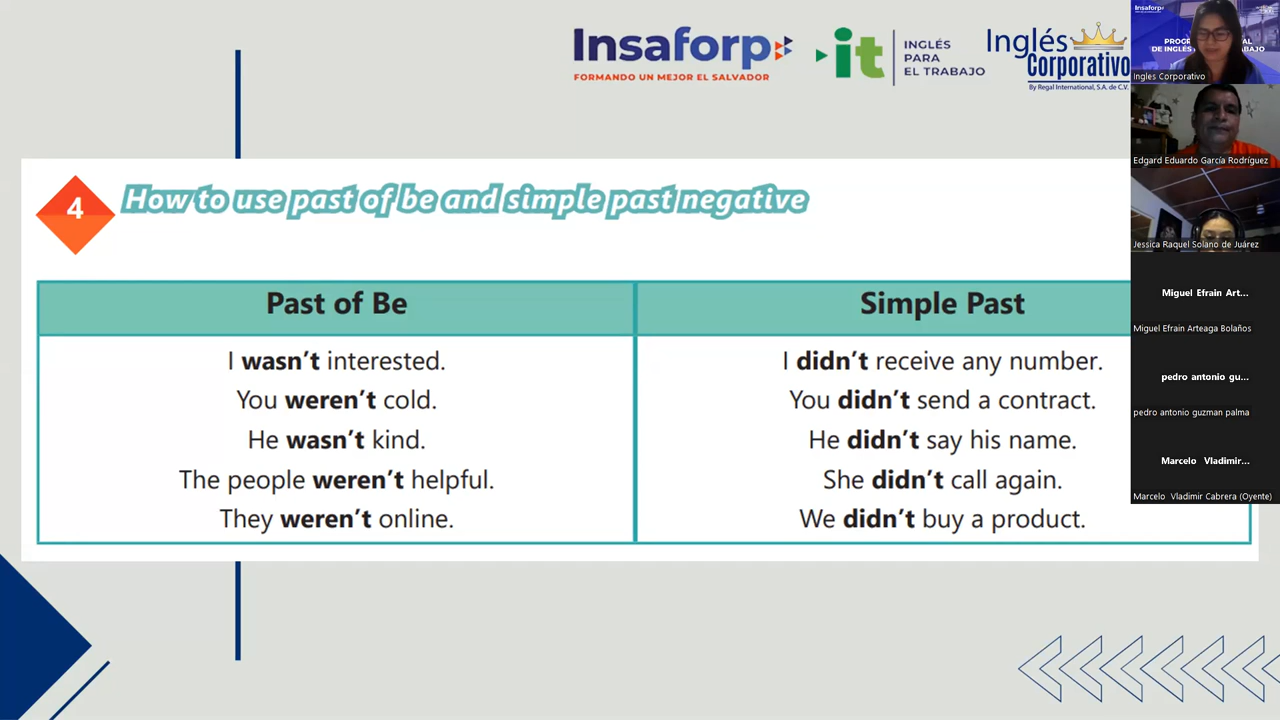 Insaforp
FORMANDO UN MEJOR EL SALVADOR
it
INGLÉS
PARA
EL TRABAJO
Inglés
Corporativo
By Regal International, S.A. de C.V.
4
How to use past of be and simple past negative
Past of Be
Simple Past
I wasn't interested.
I didn't receive any number.
You weren't cold.
You didn't send a contract.
He wasn't kind.
He didn't say his name.
The people weren't helpful.
She didn't call again.
They weren't online.
We didn't buy a product.
Insaforp
Ingles Corporativo
Edgard Eduardo García Rodríguez
Jessica Raquel Solano de Juárez
Miguel Efrain Art...
Miguel Efrain Arteaga Bolaños
pedro antonio gu...
pedro antonio guzman palma
Marcelo Vladimir...
Marcelo Vladimir Cabrera (Oyente)